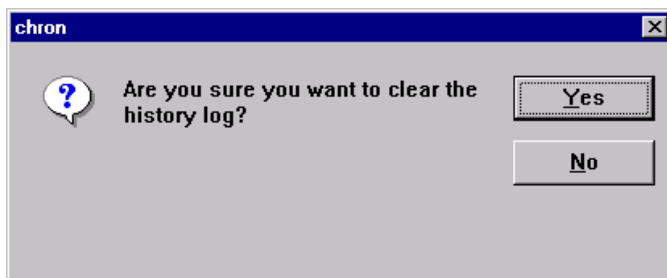 chron
?
Are you sure you want to clear the
history log?
Yes
No